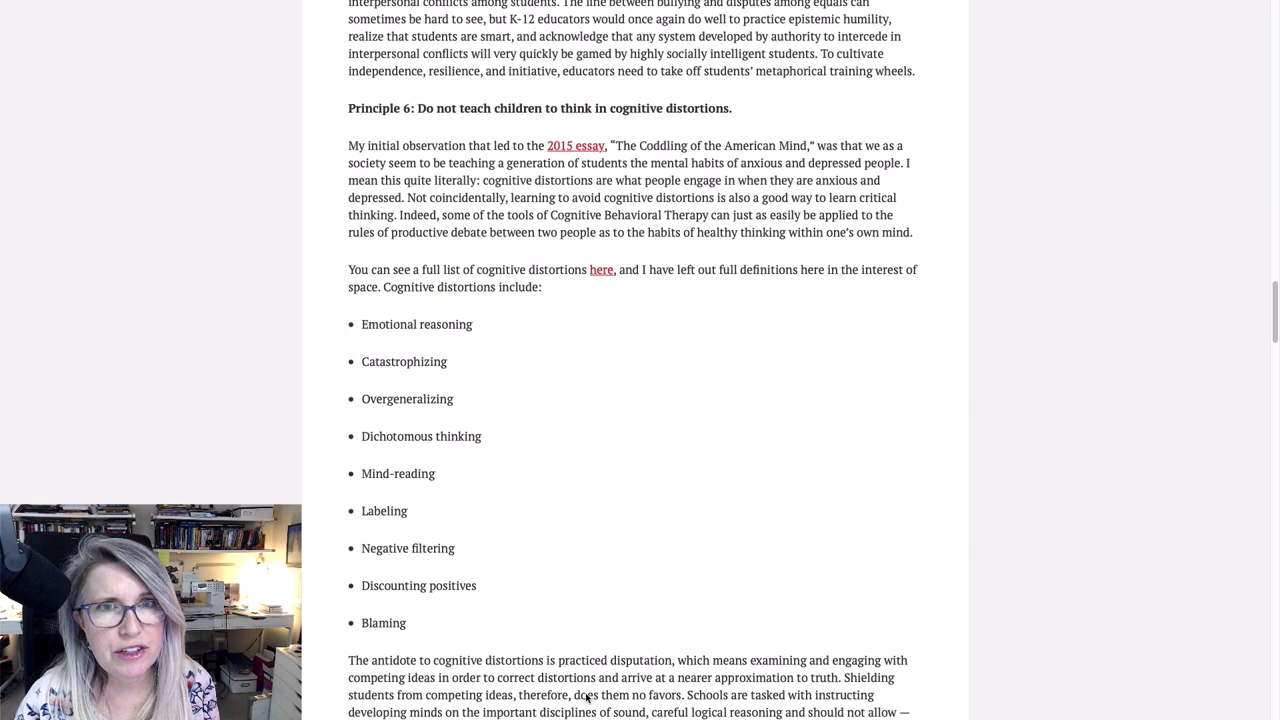 interpersonal conflicts among students. The line between bullying and disputes among equals can
sometimes be hard to see, but K-12 educators would once again do well to practice epistemic humility,
realize that students are smart, and acknowledge that any system developed by authority to intercede in
interpersonal conflicts will very quickly be gamed by highly socially intelligent students. To cultivate
independence, resilience, and initiative, educators need to take off students’ metaphorical training wheels.
Principle 6: Do not teach children to think in cognitive distortions.
My initial observation that led to the 2015 essay, “The Coddling of the American Mind,” was that we as a
society seem to be teaching a generation of students the mental habits of anxious and depressed people. I
mean this quite literally: cognitive distortions are what people engage in when they are anxious and
depressed. Not coincidentally, learning to avoid cognitive distortions is also a good way to learn critical
thinking. Indeed, some of the tools of Cognitive Behavioral Therapy can just as easily be applied to the
rules of productive debate between two people as to the habits of healthy thinking within one’s own mind.
You can see a full list of cognitive distortions here, and I have left out full definitions here in the interest of
space. Cognitive distortions include:
• Emotional reasoning
• Catastrophizing
• Overgeneralizing
• Dichotomous thinking
• Mind-reading
• Labeling
• Negative filtering
• Discounting positives
• Blaming
The antidote to cognitive distortions is practiced disputation, which means examining and engaging with
competing ideas in order to correct distortions and arrive at a nearer approximation to truth. Shielding
students from competing ideas, therefore, does them no favors. Schools are tasked with instructing
developing minds on the important disciplines of sound, careful logical reasoning and should not allow —